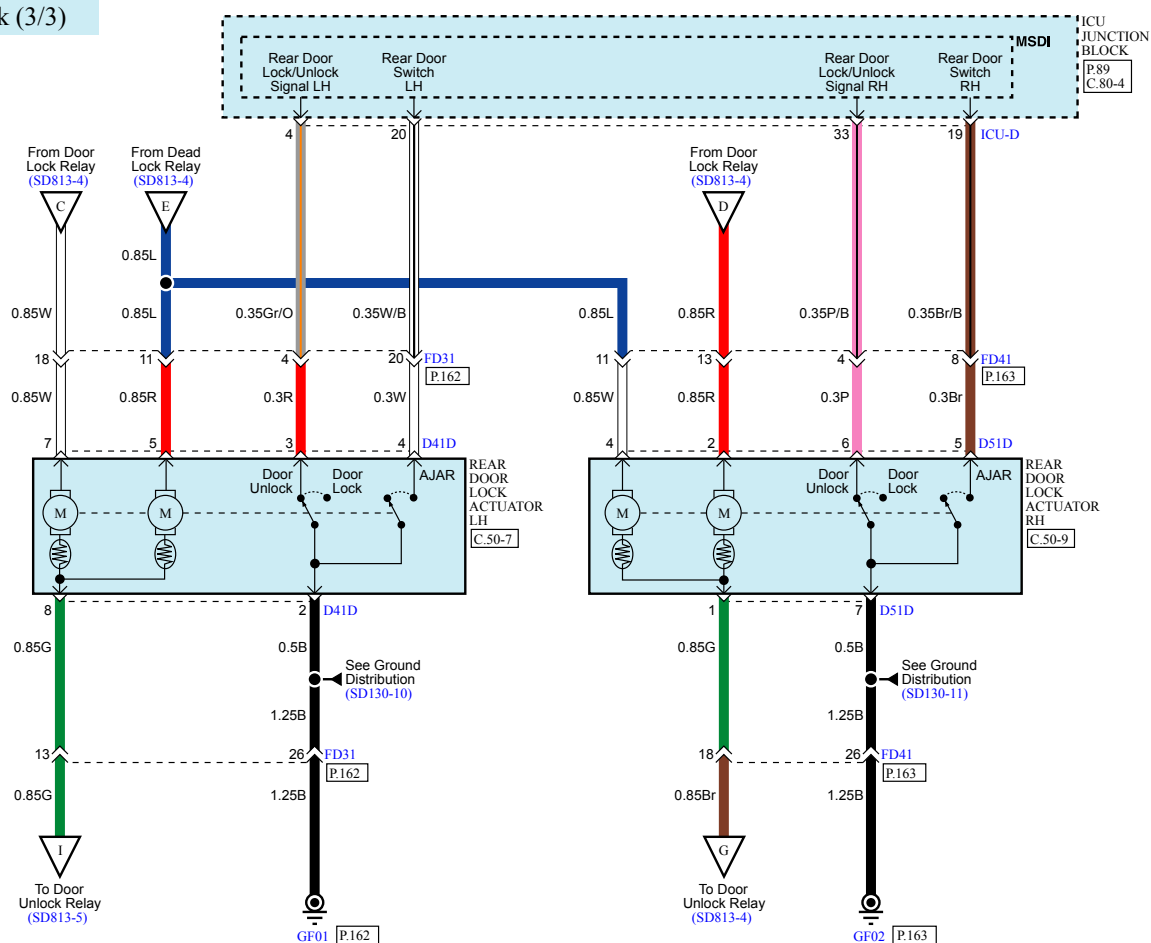 k (3/3)
ICU
JUNCTION
BLOCK
P.89
C.80-4
MSDI
Rear Door
Lock/Unlock
Signal LH
Rear Door
Switch
LH
Rear Door
Lock/Unlock
Signal RH
Rear Door
Switch
RH
4
20
33
19
ICU-D
From Door
Lock Relay
(SD813-4)
C
From Dead
Lock Relay
(SD813-4)
E
From Door
Lock Relay
(SD813-4)
D
0.85L
0.85W
0.85L
0.35Gr/O
0.35W/B
0.85L
0.85R
0.35P/B
0.35Br/B
18
11
4
20
FD31
P.162
11
13
4
8
FD41
P.163
0.85W
0.85R
0.3R
0.3W
0.85W
0.85R
0.3P
0.3Br
7
5
3
4
D41D
4
2
6
5
D51D
Door
Unlock
Door
Lock
AJAR
M
M
REAR
DOOR
LOCK
ACTUATOR
LH
C.50-7
Door
Unlock
Door
Lock
AJAR
M
M
REAR
DOOR
LOCK
ACTUATOR
RH
C.50-9
8
2
D41D
1
7
D51D
0.85G
0.5B
See Ground
Distribution
(SD130-10)
1.25B
0.85G
0.5B
See Ground
Distribution
(SD130-11)
1.25B
13
26
FD31
P.162
18
26
FD41
P.163
0.85G
1.25B
0.85Br
1.25B
I
To Door
Unlock Relay
(SD813-5)
GF01
P.162
G
To Door
Unlock Relay
(SD813-4)
GF02
P.163